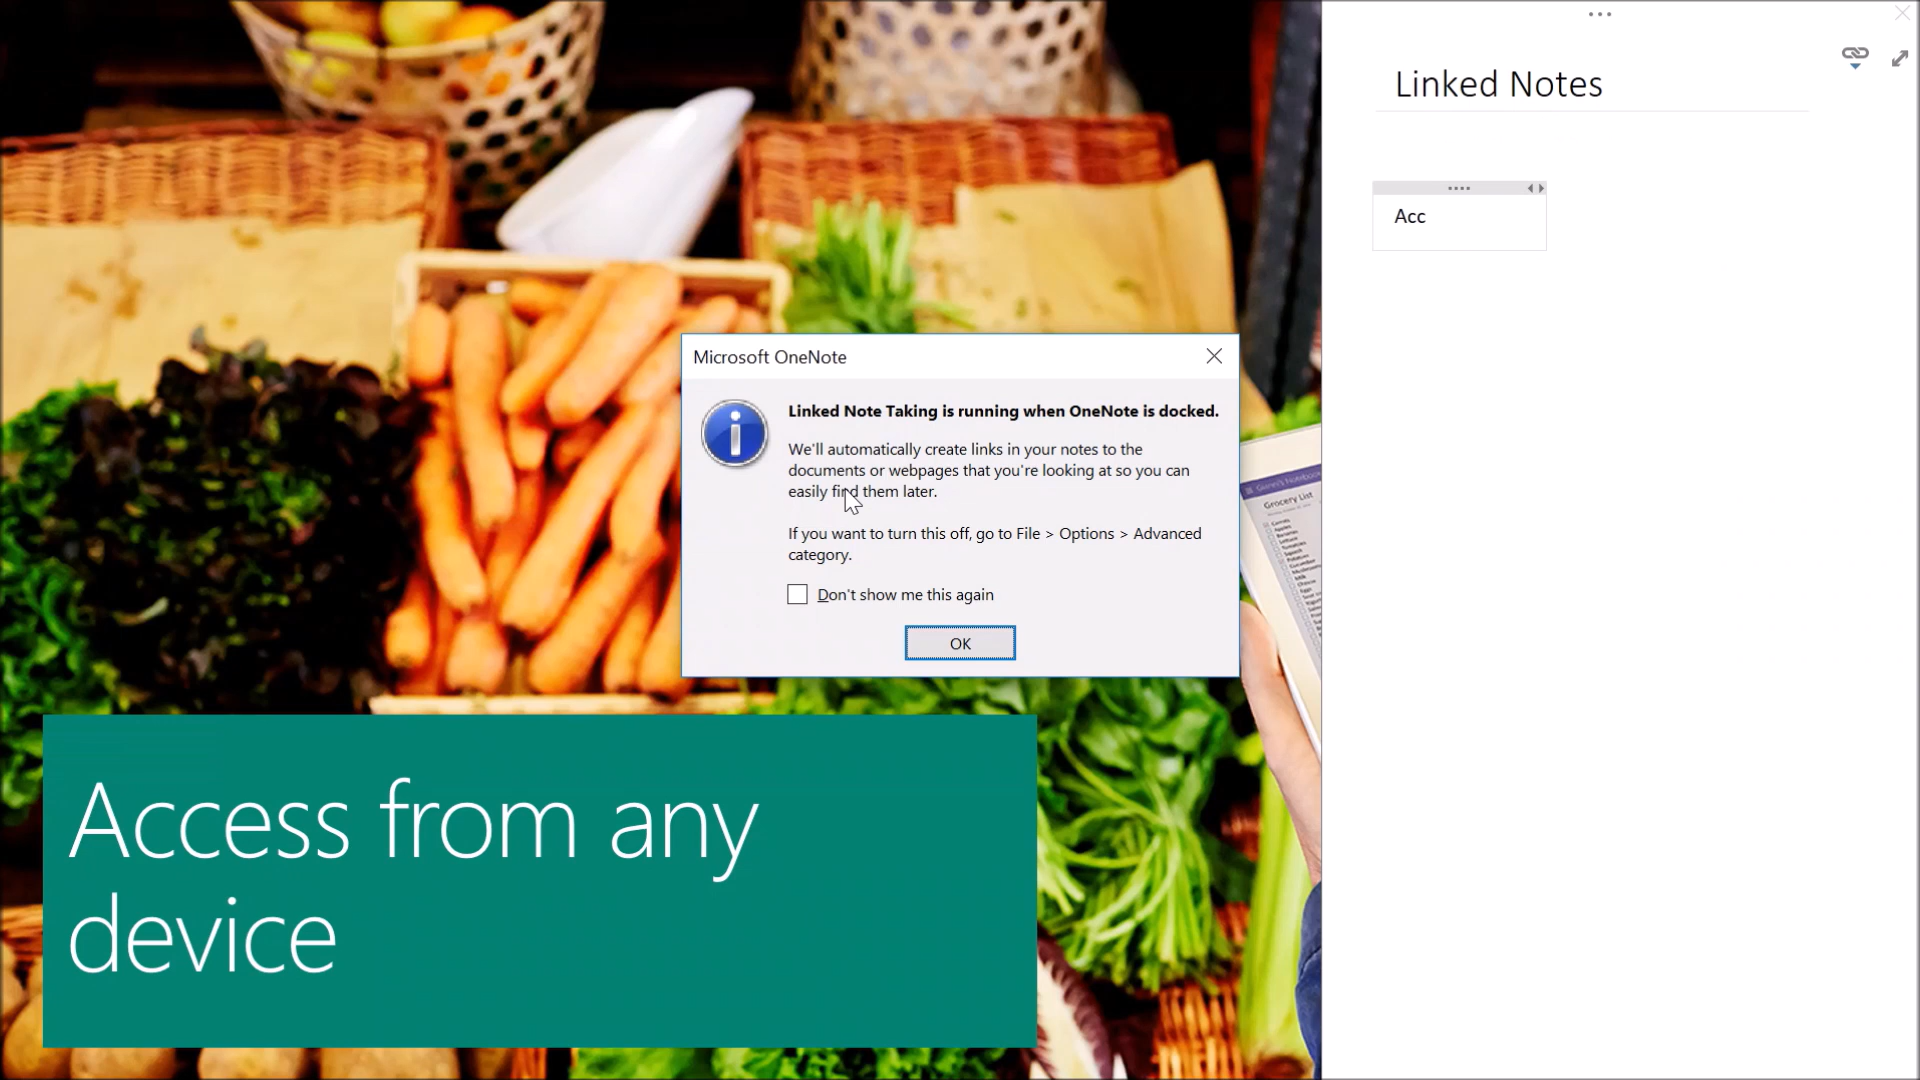 Linked Notes
Acc
Microsoft OneNote
Linked Note Taking is running when OneNote is docked.
We'll automatically create links in your notes to the
documents or webpages that you're looking at so you can
easily find them later.
If you want to turn this off, go to File > Options > Advanced
category.
Don't show me this again
OK
Grocery List
Access from any
device